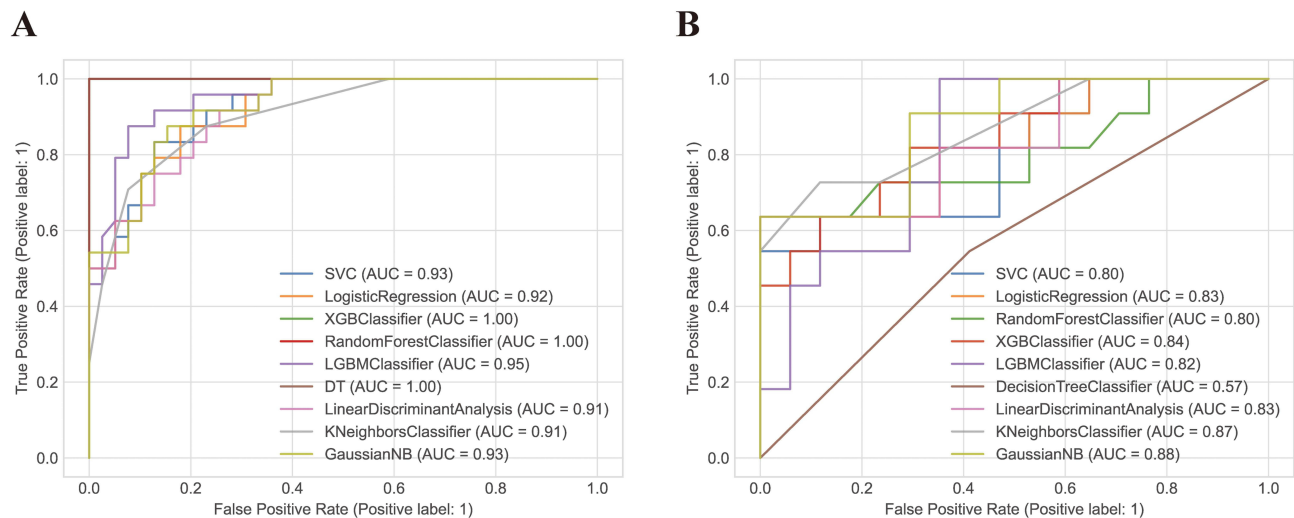 A
True Positive Rate (Positive label: 1)
1.0
0.8
0.6
0.4
0.2
0.0
SVC (AUC = 0.93)
LogisticRegression (AUC = 0.92)
XGBClassifier (AUC = 1.00)
RandomForestClassifier (AUC = 1.00)
LGBMClassifier (AUC = 0.95)
DT (AUC = 1.00)
LinearDiscriminantAnalysis (AUC = 0.91)
KNeighborsClassifier (AUC = 0.91)
GaussianNB (AUC = 0.93)
0.0 0.2 0.4 0.6 0.8 1.0
False Positive Rate (Positive label: 1)
B
True Positive Rate (Positive label: 1)
1.0
0.8
0.6
0.4
0.2
0.0
SVC (AUC = 0.80)
LogisticRegression (AUC = 0.83)
RandomForestClassifier (AUC = 0.80)
XGBClassifier (AUC = 0.84)
LGBMClassifier (AUC = 0.82)
DecisionTreeClassifier (AUC = 0.57)
LinearDiscriminantAnalysis (AUC = 0.83)
KNeighborsClassifier (AUC = 0.87)
GaussianNB (AUC = 0.88)
0.0 0.2 0.4 0.6 0.8 1.0
False Positive Rate (Positive label: 1)